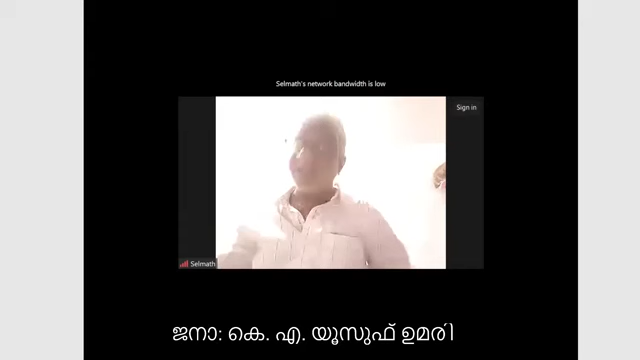 Selmath's network bandwidth is low
Sign in
Selmath
ജനാ: കെ. എ. യൂസുഫ് ഉമരി